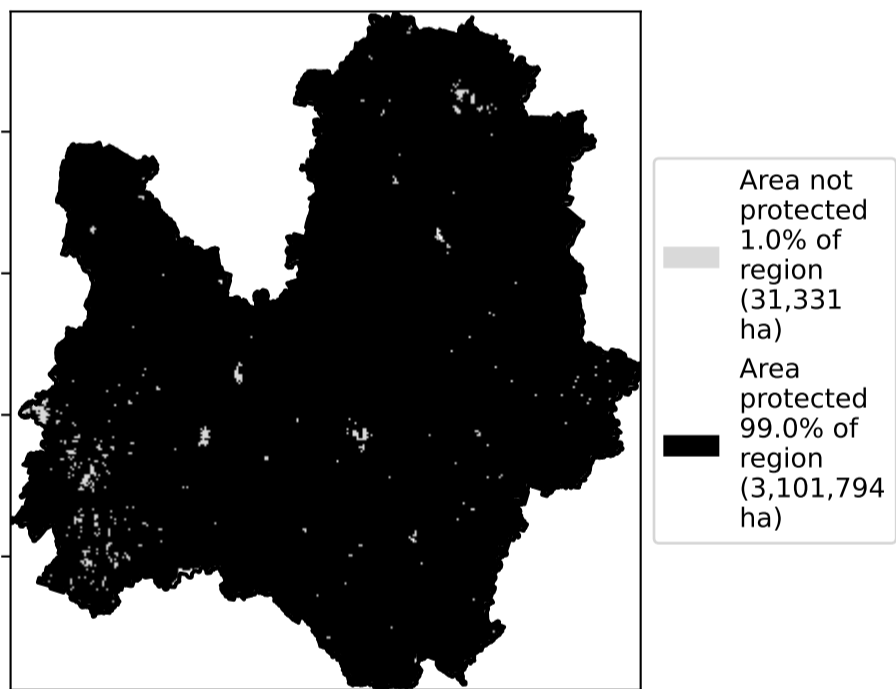 Area not
protected
1.0% of
region
(31,331
ha)
Area
protected
99.0% of
region
(3,101,794
ha)